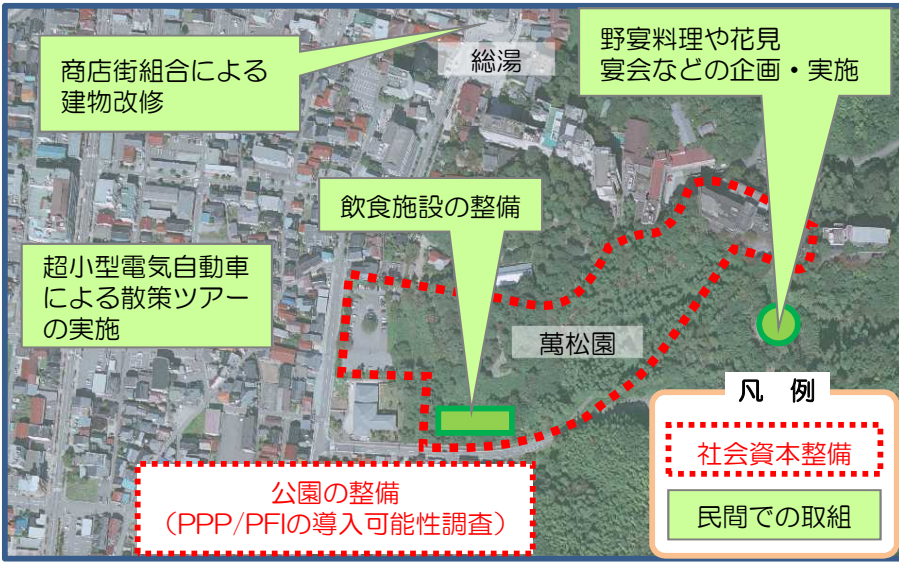 商店街組合による
建物改修
総湯
野宴料理や花見
宴会などの企画・実施
飲食施設の整備
超小型電気自動車
による散策ツアー
の実施
萬松園
公園の整備
（PPP/PFIの導入可能性調査）
凡　例
社会資本整備
民間での取組